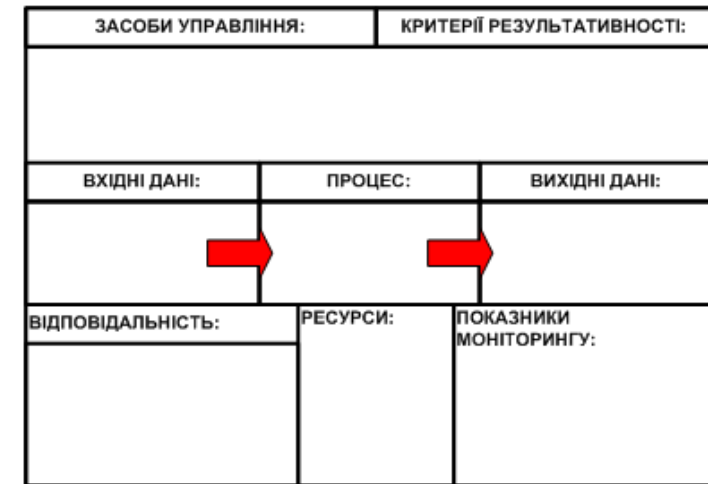 ЗАСОБИ УПРАВЛІННЯ:
КРИТЕРІЇ РЕЗУЛЬТАТИВНОСТІ:
ВХІДНІ ДАНІ:
ПРОЦЕС:
ВИХІДНІ ДАНІ:
ВІДПОВІДАЛЬНІСТЬ:
РЕСУРСИ:
ПОКАЗНИКИ
МОНІТОРИНГУ: